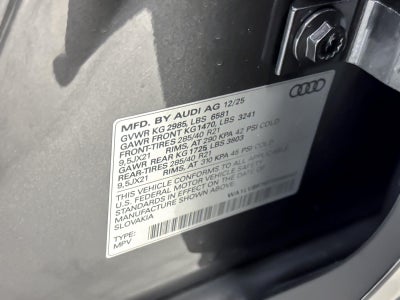 MFD. BY AUDI AG 12/25
GVWR KG 2985, LBS 6581
GAWR FRONT KG 1470, LBS 3241
FRONT-TIRES 285/40 R21
9,5JX21 RIMS, AT 290 KPA 42 PSI COLD
GAWR REAR KG 1725 LBS 3803
REAR-TIRES 285/40 R21
9,5JX21 RIMS, AT 310 KPA 45 PSI COLD
THIS VEHICLE CONFORMS TO ALL APPLICABLE
U.S. FEDERAL MOTOR VEHICLE
STANDARDS IN EFFECT ON THE DATE OF
MANUFACTURE SHOWN ABOVE.
SLOVAKIA
TYPE:
MPV